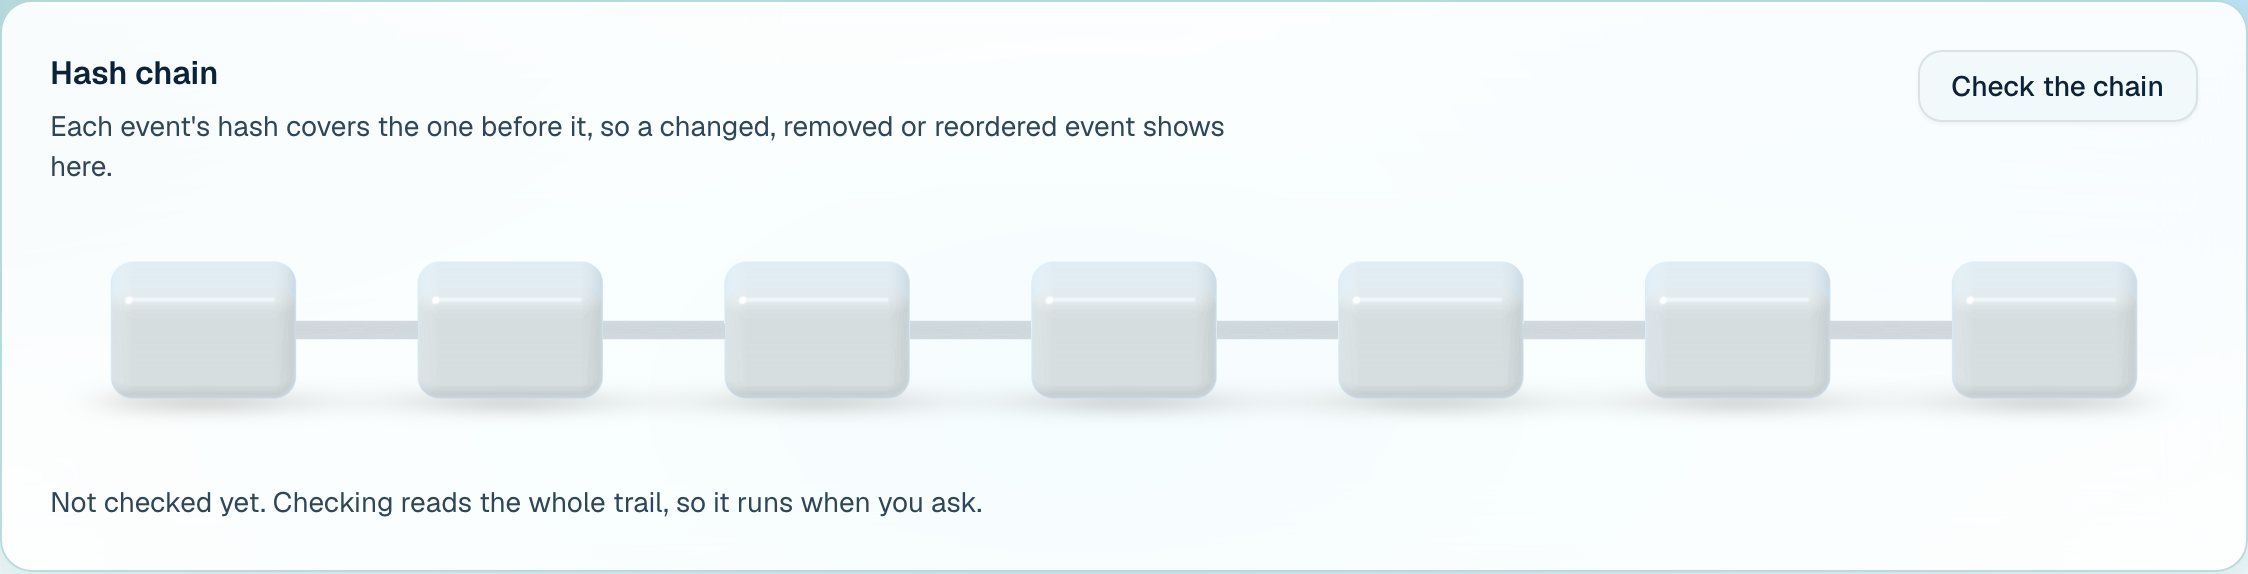 Hash chain
Check the chain
Each event's hash covers the one before it, so a changed, removed or reordered event shows
here.
Not checked yet. Checking reads the whole trail, so it runs when you ask.